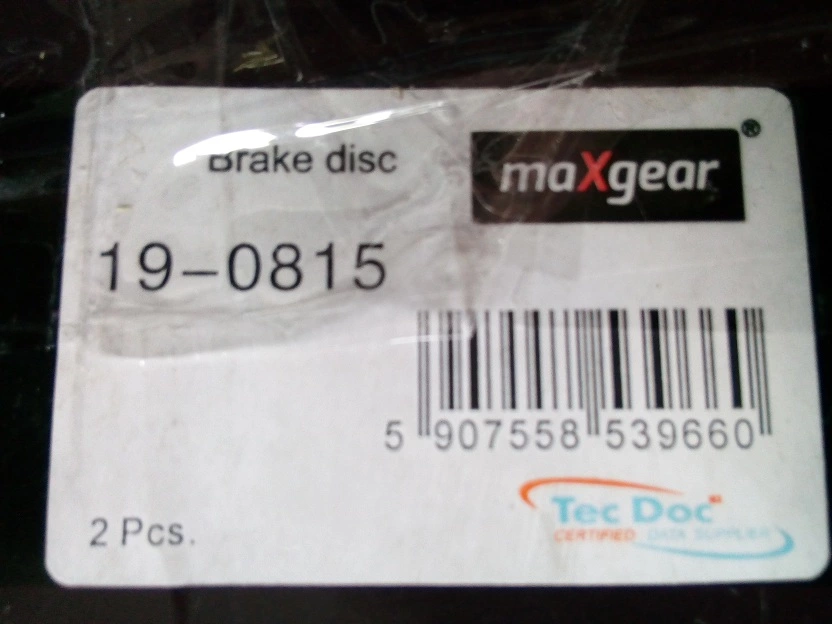 Brake disc
maXgear®
19-0815
5 907558 539660
2 Pcs.
Tec Doc
CERTIFIED DATA SUPPLIER